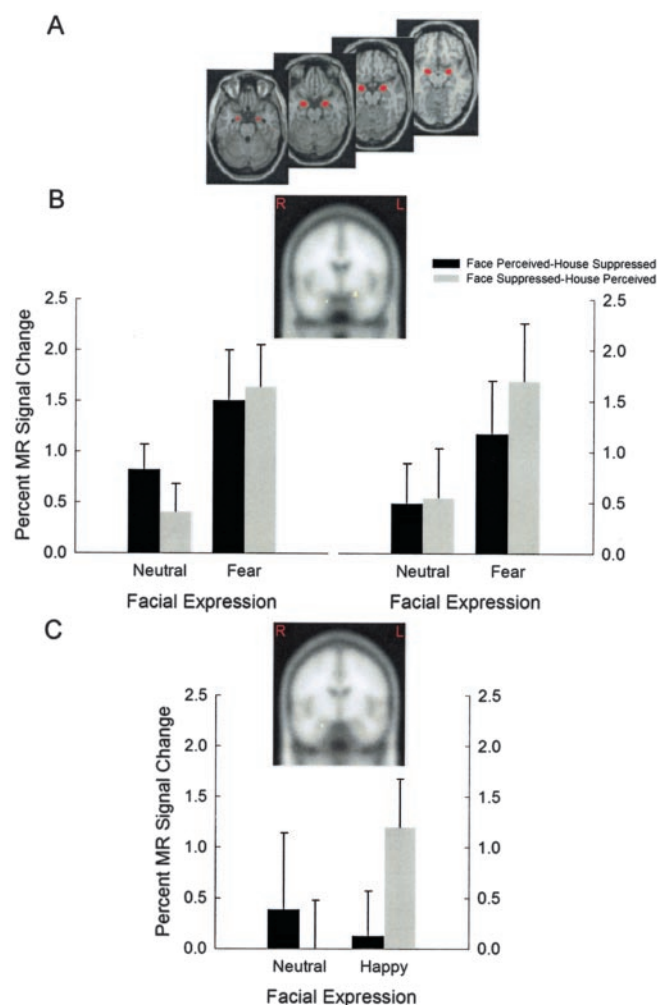 A
B
R L
Face Perceived-House Suppressed
Face Suppressed-House Perceived
2.5 2.5
2.0 2.0
1.5 1.5
1.0 1.0
0.5 0.5
0.0 0.0
Percent MR Signal Change
Neutral Fear Neutral Fear
Facial Expression Facial Expression
C
R L
2.5 2.5
2.0 2.0
1.5 1.5
1.0 1.0
0.5 0.5
0.0 0.0
Percent MR Signal Change
Neutral Happy
Facial Expression